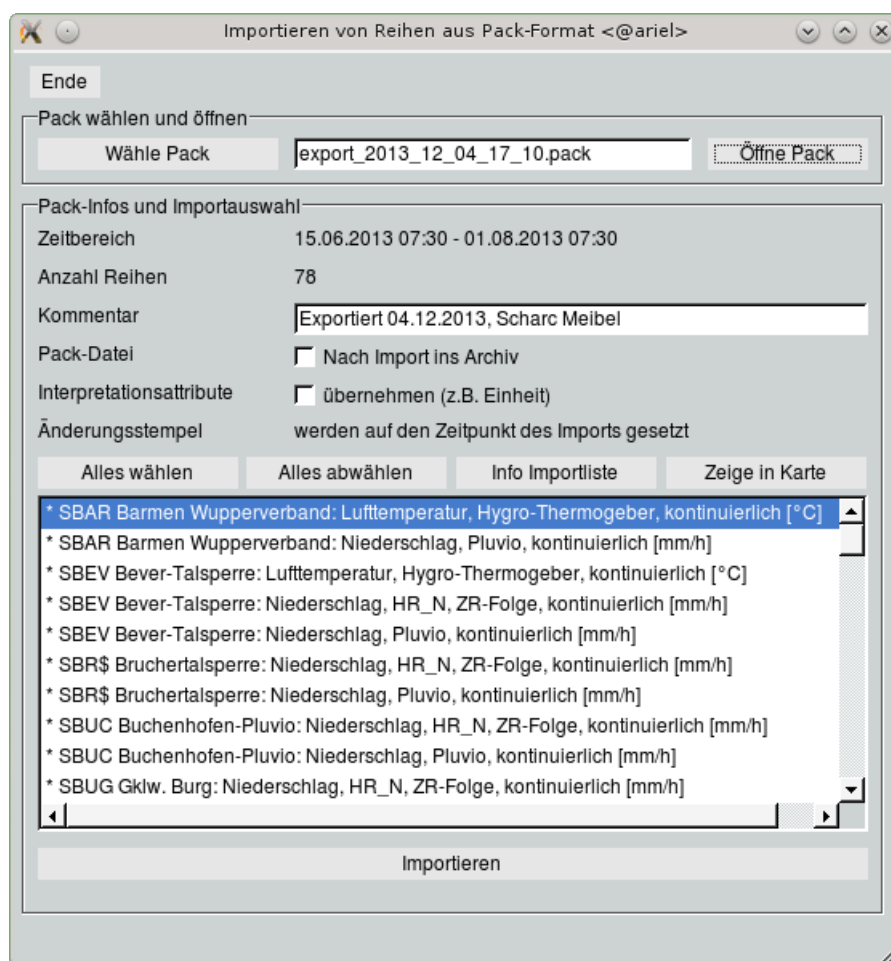 Importieren von Reihen aus Pack-Format <@ariel>
Ende
Pack wählen und öffnen
Wähle Pack export_2013_12_04_17_10.pack Öffne Pack
Pack-Infos und Importauswahl
Zeitbereich 15.06.2013 07:30 - 01.08.2013 07:30
Anzahl Reihen 78
Kommentar Exportiert 04.12.2013, Scharc Meibel
Pack-Datei Nach Import ins Archiv
Interpretationsattribute übernehmen (z.B. Einheit)
Änderungsstempel werden auf den Zeitpunkt des Imports gesetzt
Alles wählen Alles abwählen Info Importliste Zeige in Karte
* SBAR Barmen Wupperverband: Lufttemperatur, Hygro-Thermogeber, kontinuierlich [°C]
* SBAR Barmen Wupperverband: Niederschlag, Pluvio, kontinuierlich [mm/h]
* SBEV Bever-Talsperre: Lufttemperatur, Hygro-Thermogeber, kontinuierlich [°C]
* SBEV Bever-Talsperre: Niederschlag, HR_N, ZR-Folge, kontinuierlich [mm/h]
* SBEV Bever-Talsperre: Niederschlag, Pluvio, kontinuierlich [mm/h]
* SBR$ Bruchertalsperre: Niederschlag, HR_N, ZR-Folge, kontinuierlich [mm/h]
* SBR$ Bruchertalsperre: Niederschlag, Pluvio, kontinuierlich [mm/h]
* SBUC Buchenhofen-Pluvio: Niederschlag, HR_N, ZR-Folge, kontinuierlich [mm/h]
* SBUC Buchenhofen-Pluvio: Niederschlag, Pluvio, kontinuierlich [mm/h]
* SBUG Gklw. Burg: Niederschlag, HR_N, ZR-Folge, kontinuierlich [mm/h]
Importieren